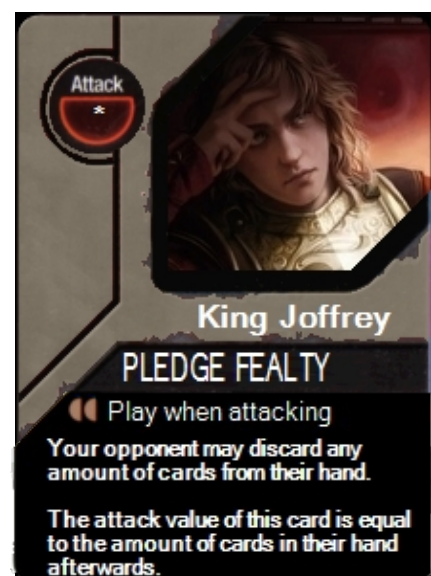 Attack
*
King Joffrey
PLEDGE FEALTY
Play when attacking
Your opponent may discard any
amount of cards from their hand.
The attack value of this card is equal
to the amount of cards in their hand
afterwards.